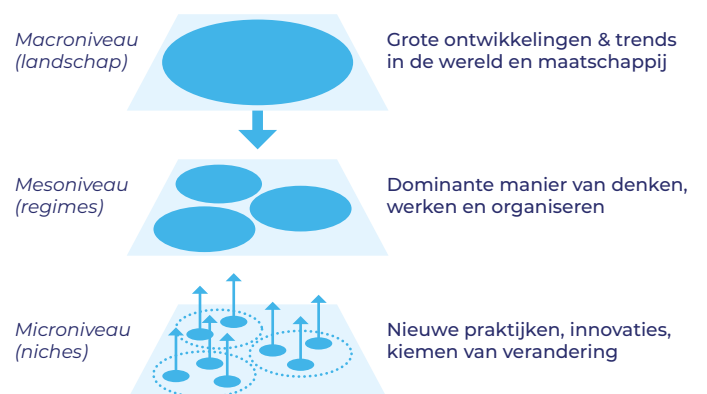 Macroniveau
(landschap)
Grote ontwikkelingen & trends
in de wereld en maatschappij
Mesoniveau
(regimes)
Dominante manier van denken,
werken en organiseren
Microniveau
(niches)
Nieuwe praktijken, innovaties,
kiemen van verandering